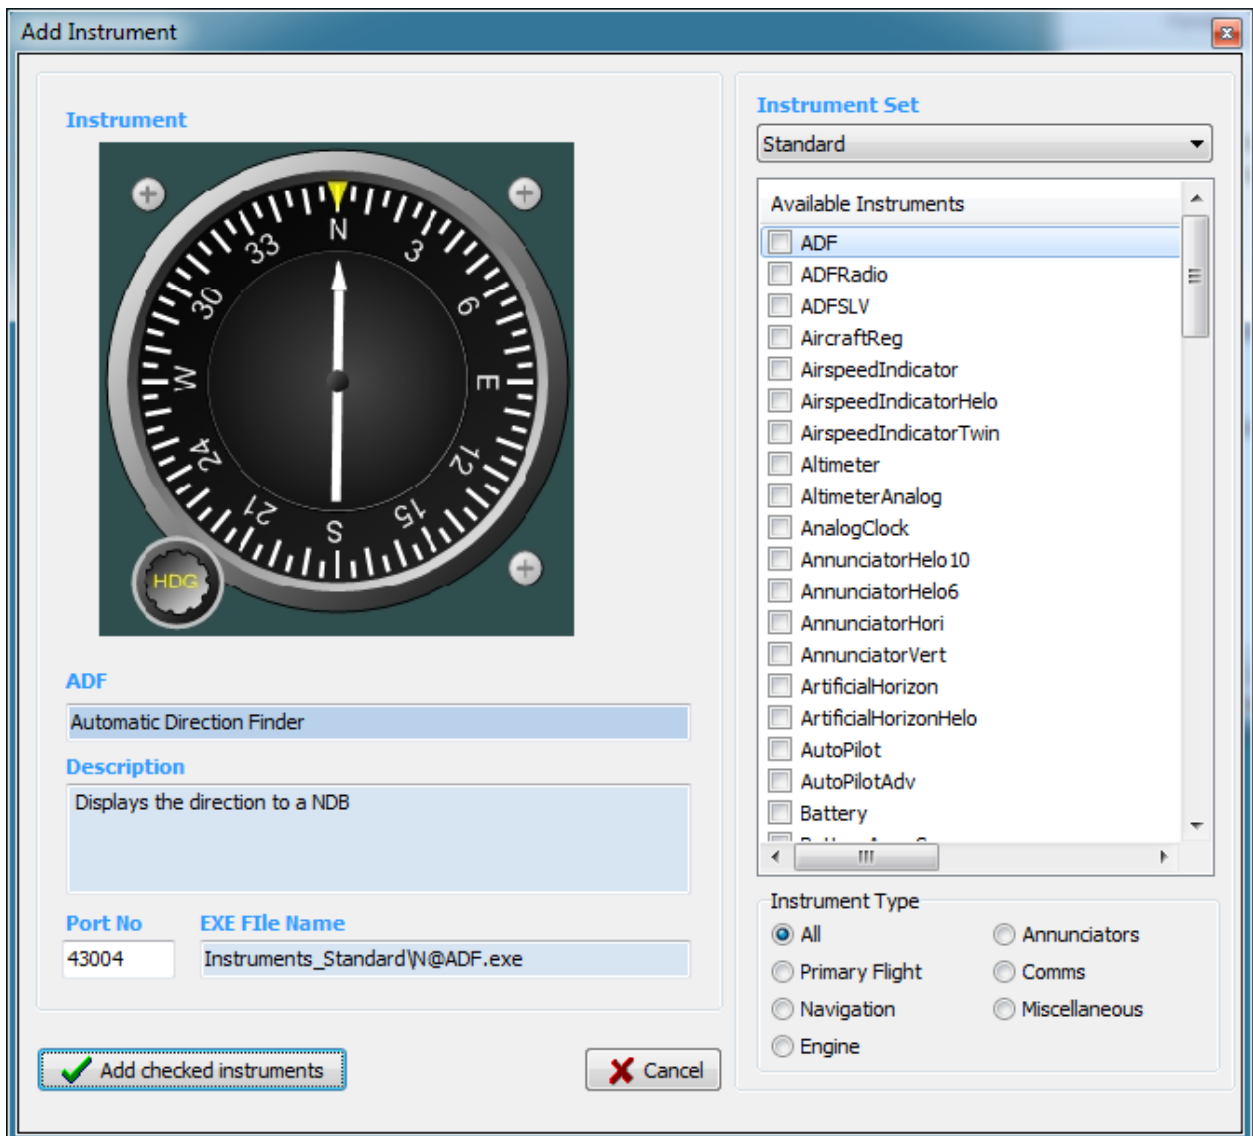 Add Instrument
Instrument
N
33
3
30
6
W
E
24
12
21
15
S
HDG
ADF
Automatic Direction Finder
Description
Displays the direction to a NDB
Port No
EXE FIle Name
43004
Instruments_Standard\N@ADF.exe
Add checked instruments
Cancel
Instrument Set
Standard
Available Instruments
ADF
ADFRadio
ADFSLV
AircraftReg
AirspeedIndicator
AirspeedIndicatorHelo
AirspeedIndicatorTwin
Altimeter
AltimeterAnalog
AnalogClock
AnnunciatorHelo10
AnnunciatorHelo6
AnnunciatorHori
AnnunciatorVert
ArtificialHorizon
ArtificialHorizonHelo
AutoPilot
AutoPilotAdv
Battery
Instrument Type
All
Annunciators
Primary Flight
Comms
Navigation
Miscellaneous
Engine